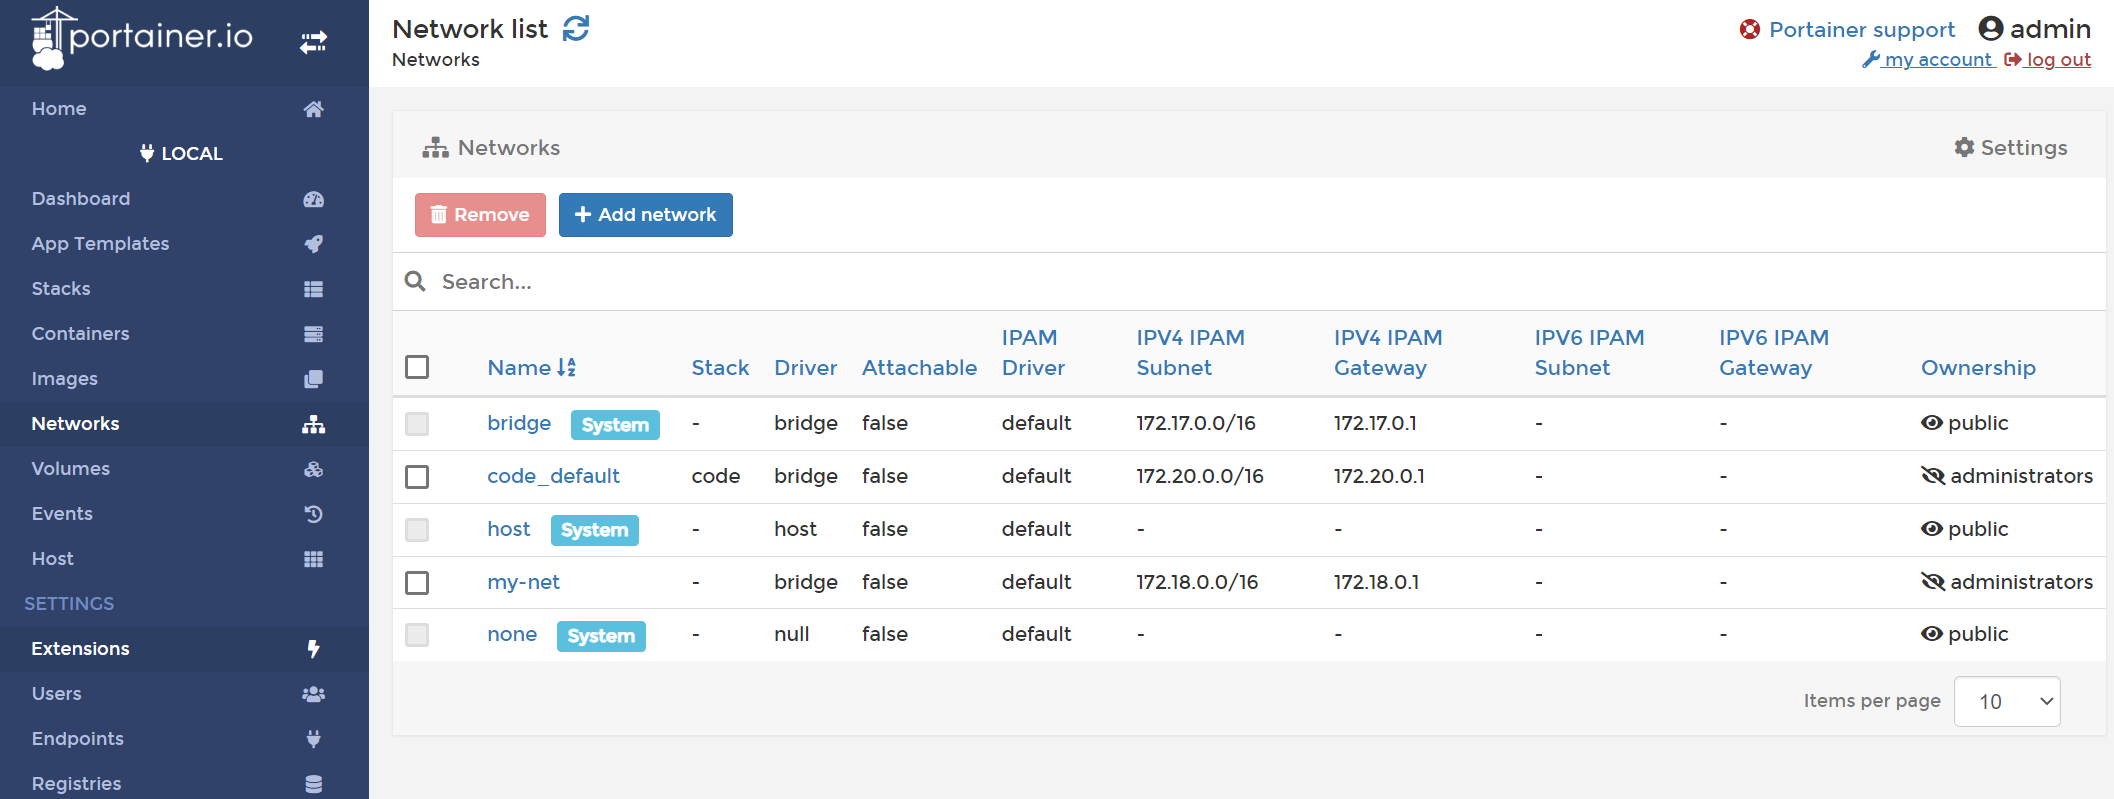 portainer.io
Home
LOCAL
Dashboard
App Templates
Stacks
Containers
Images
Networks
Volumes
Events
Host
SETTINGS
Extensions
Users
Endpoints
Registries
Network list
Networks
Portainer support admin
my account log out
Networks Settings
Remove Add network
Search...
Name Stack Driver Attachable IPAM Driver IPV4 IPAM Subnet IPV4 IPAM Gateway IPV6 IPAM Subnet IPV6 IPAM Gateway Ownership
bridge System - bridge false default 172.17.0.0/16 172.17.0.1 - - public
code_default code bridge false default 172.20.0.0/16 172.20.0.1 - - administrators
host System - host false default - - - - public
my-net - bridge false default 172.18.0.0/16 172.18.0.1 - - administrators
none System - null false default - - - - public
Items per page 10